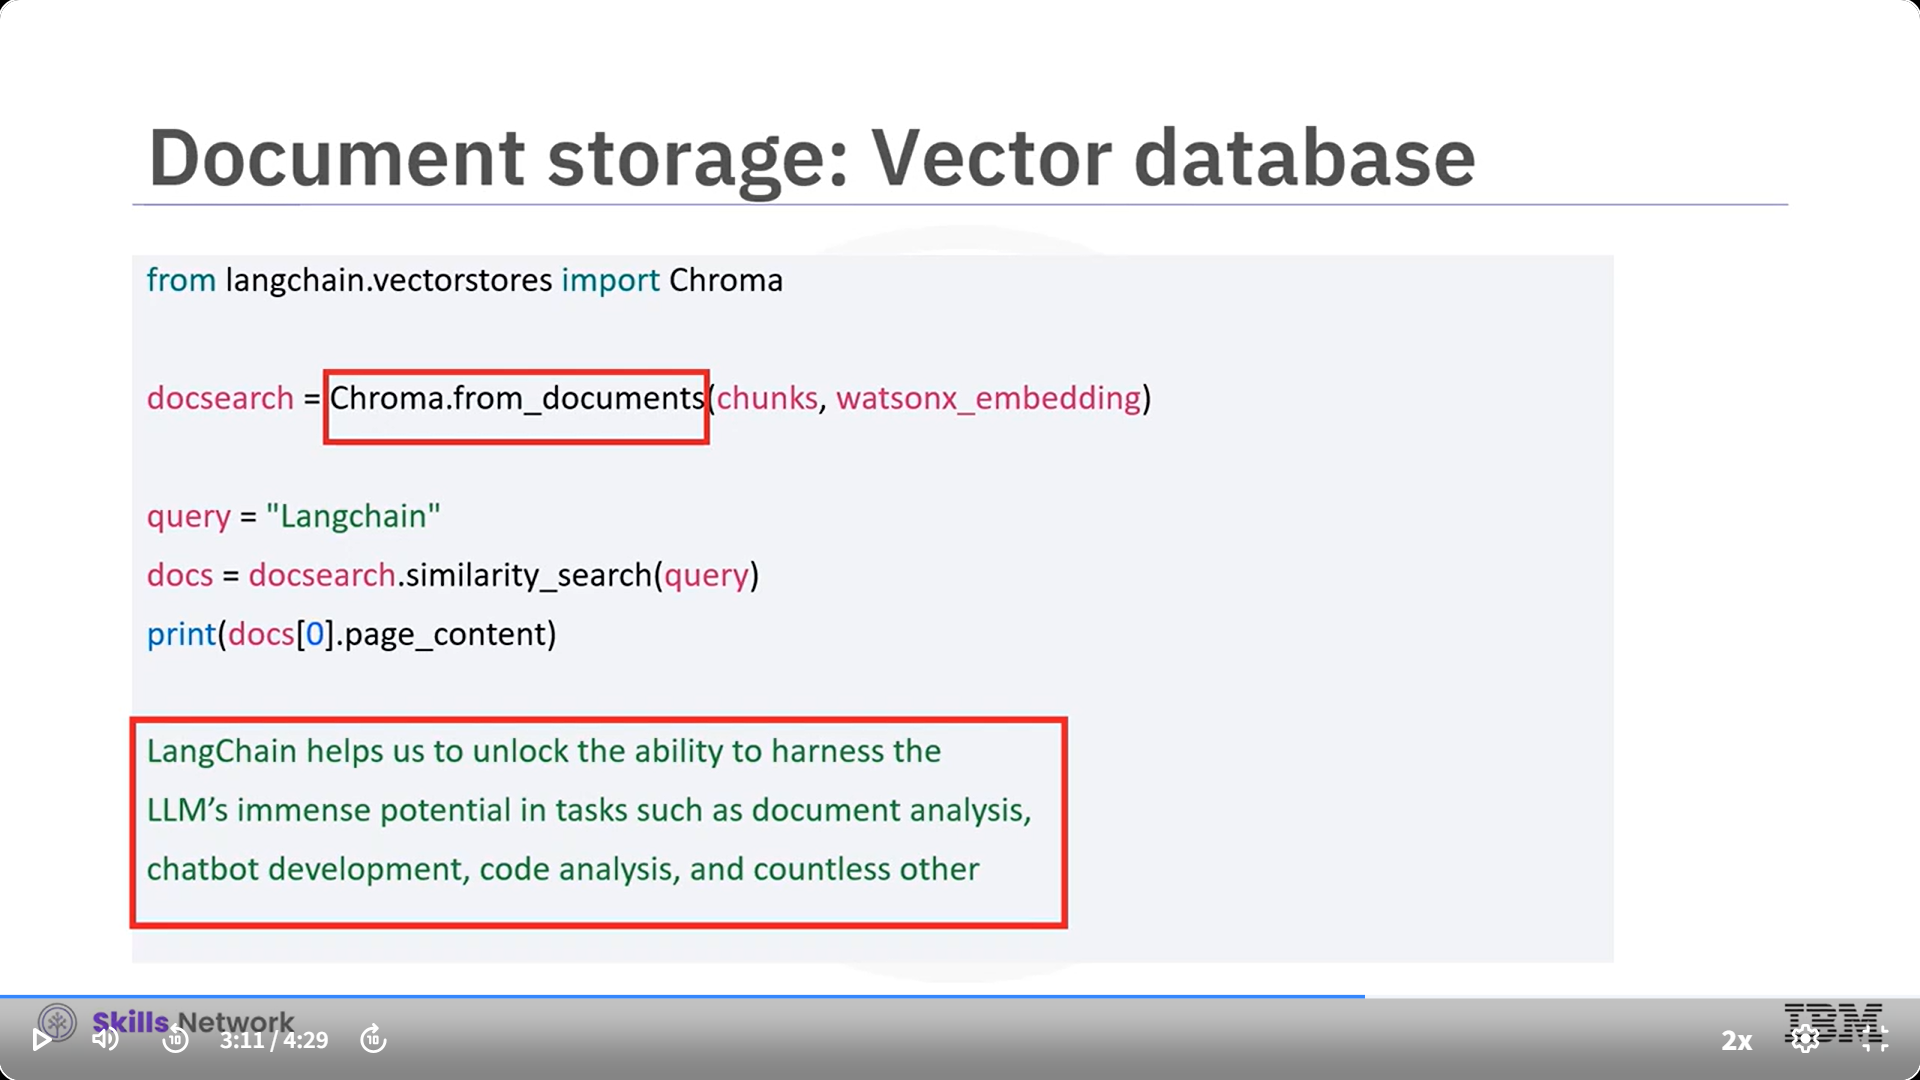 Document storage: Vector database
from langchain.vectorstores import Chroma
docsearch = Chroma.from_documents(chunks, watsonx_embedding)
query = "Langchain"
docs = docsearch.similarity_search(query)
print(docs[0].page_content)
LangChain helps us to unlock the ability to harness the
LLM’s immense potential in tasks such as document analysis,
chatbot development, code analysis, and countless other
Skills Network
IBM
10
3:11 / 4:29
10
2x